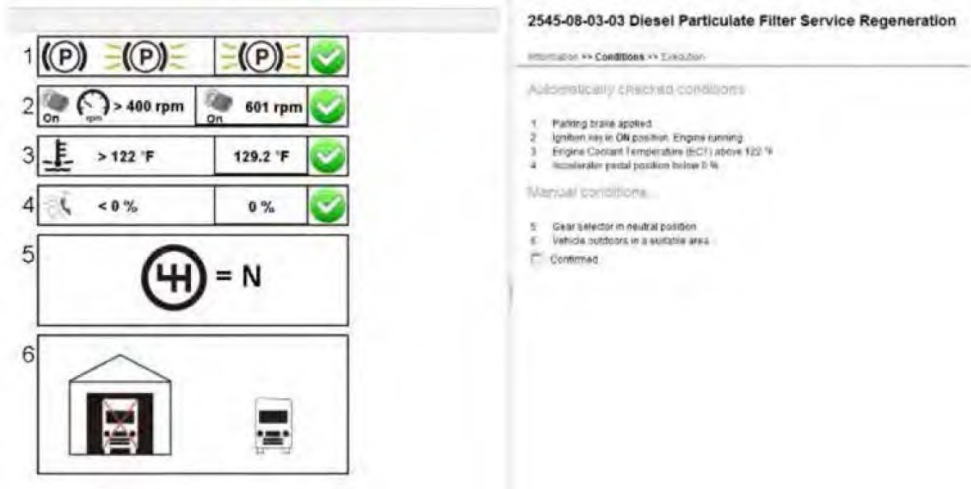 1 (P) (P) (P)
2 On rpm > 400 rpm On 601 rpm
3 > 122 °F 129.2 °F
4 < 0 % 0 %
5 = N
6
2545-08-03-03 Diesel Particulate Filter Service Regeneration
Information >> Conditions >> Execution
Automatically checked conditions
1 Parking brake applied
2 Ignition key in ON position. Engine running.
3 Engine Coolant Temperature (ECT) above 122 °F
4 Accelerator pedal position below 0 %
Manual conditions
5 Gear selector in neutral position
6 Vehicle outdoors in a suitable area
Confirmed